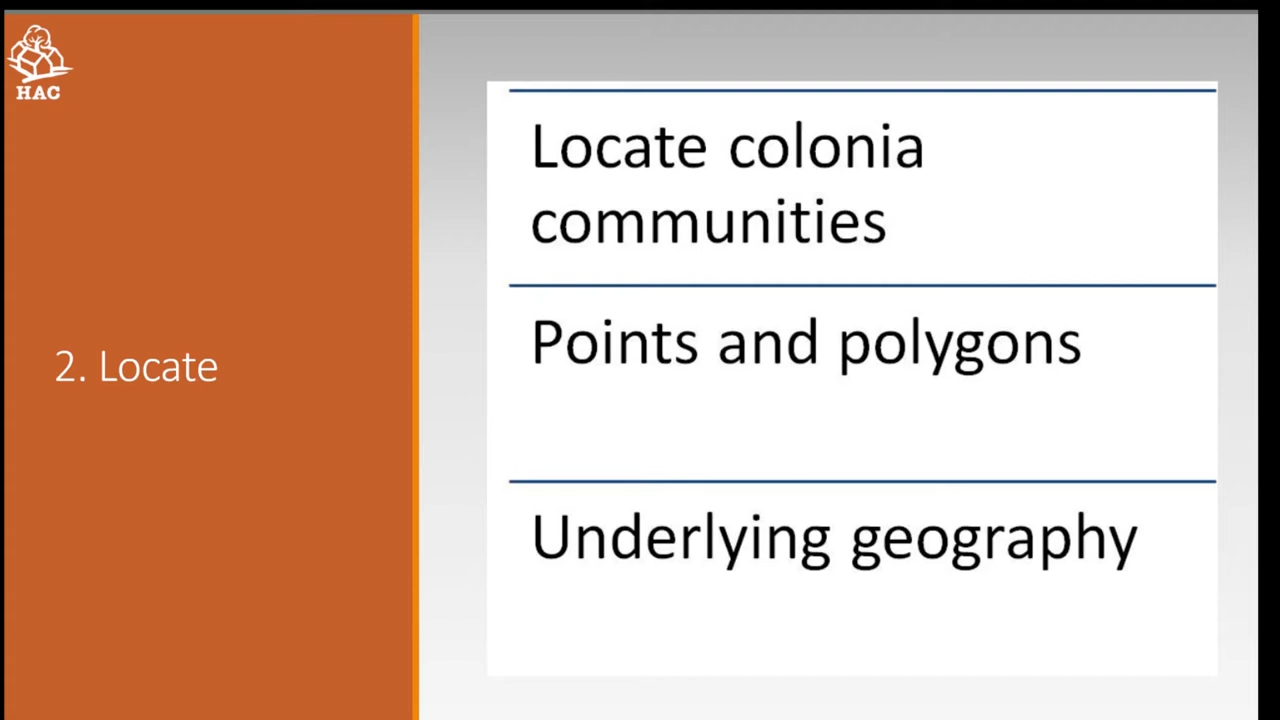 HAC
2. Locate
Locate colonia
communities
Points and polygons
Underlying geography